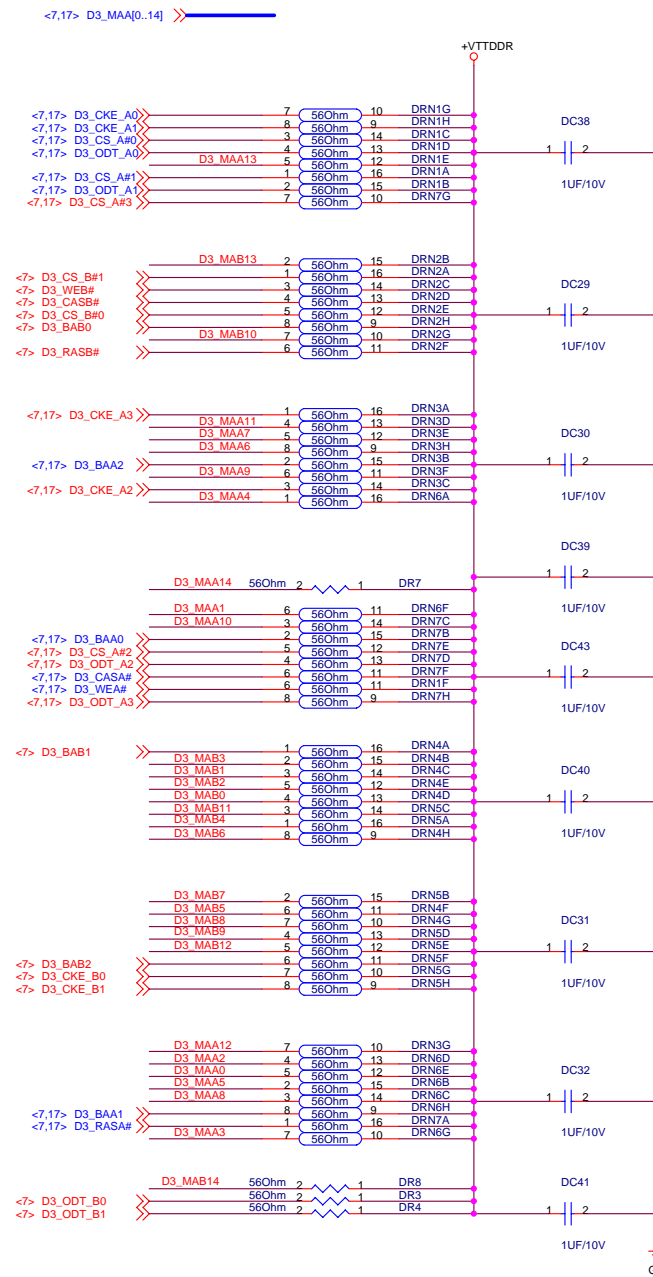 <7,17> D3_MAA[0..14]
+VTTDDR
<7,17> D3_CKE_A0 7 56Ohm 10 DRN1G
<7,17> D3_CKE_A1 8 56Ohm 9 DRN1H
<7,17> D3_CS_A#0 3 56Ohm 14 DRN1C
<7,17> D3_ODT_A0 4 56Ohm 13 DRN1D
D3_MAA13 5 56Ohm 12 DRN1E
<7,17> D3_CS_A#1 1 56Ohm 16 DRN1A
<7,17> D3_ODT_A1 2 56Ohm 15 DRN1B
<7,17> D3_CS_A#3 7 56Ohm 10 DRN7G
DC38
1 2
1UF/10V
D3_MAB13 2 56Ohm 15 DRN2B
<7> D3_CS_B#1 1 56Ohm 16 DRN2A
<7> D3_WEB# 3 56Ohm 14 DRN2C
<7> D3_CASB# 4 56Ohm 13 DRN2D
<7> D3_CS_B#0 5 56Ohm 12 DRN2E
<7> D3_BAB0 8 56Ohm 9 DRN2H
D3_MAB10 7 56Ohm 10 DRN2G
<7> D3_RASB# 6 56Ohm 11 DRN2F
DC29
1 2
1UF/10V
<7,17> D3_CKE_A3 1 56Ohm 16 DRN3A
D3_MAA11 4 56Ohm 13 DRN3D
D3_MAA7 5 56Ohm 12 DRN3E
D3_MAA6 8 56Ohm 9 DRN3H
<7,17> D3_BAA2 2 56Ohm 15 DRN3B
D3_MAA9 6 56Ohm 11 DRN3F
<7,17> D3_CKE_A2 3 56Ohm 14 DRN3C
D3_MAA4 1 56Ohm 16 DRN6A
DC30
1 2
1UF/10V
DC39
1 2
1UF/10V
D3_MAA14 56Ohm 2 1 DR7
D3_MAA1 6 56Ohm 11 DRN6F
D3_MAA10 3 56Ohm 14 DRN7C
<7,17> D3_BAA0 2 56Ohm 15 DRN7B
<7,17> D3_CS_A#2 5 56Ohm 12 DRN7E
<7,17> D3_ODT_A2 4 56Ohm 13 DRN7D
<7,17> D3_CASA# 6 56Ohm 11 DRN7F
<7,17> D3_WEA# 6 56Ohm 11 DRN1F
<7,17> D3_ODT_A3 8 56Ohm 9 DRN7H
DC43
1 2
1UF/10V
<7> D3_BAB1 1 56Ohm 16 DRN4A
D3_MAB3 2 56Ohm 15 DRN4B
D3_MAB1 3 56Ohm 14 DRN4C
D3_MAB2 5 56Ohm 12 DRN4E
D3_MAB0 4 56Ohm 13 DRN4D
D3_MAB11 3 56Ohm 14 DRN5C
D3_MAB4 1 56Ohm 16 DRN5A
D3_MAB6 8 56Ohm 9 DRN4H
DC40
1 2
1UF/10V
D3_MAB7 2 56Ohm 15 DRN5B
D3_MAB5 6 56Ohm 11 DRN4F
D3_MAB8 7 56Ohm 10 DRN4G
D3_MAB9 4 56Ohm 13 DRN5D
D3_MAB12 5 56Ohm 12 DRN5E
<7> D3_BAB2 6 56Ohm 11 DRN5F
<7> D3_CKE_B0 7 56Ohm 10 DRN5G
<7> D3_CKE_B1 8 56Ohm 9 DRN5H
DC31
1 2
1UF/10V
D3_MAA12 7 56Ohm 10 DRN3G
D3_MAA2 4 56Ohm 13 DRN6D
D3_MAA0 5 56Ohm 12 DRN6E
D3_MAA5 2 56Ohm 15 DRN6B
D3_MAA8 3 56Ohm 14 DRN6C
<7,17> D3_BAA1 8 56Ohm 9 DRN6H
<7,17> D3_RASA# 1 56Ohm 16 DRN7A
D3_MAA3 7 56Ohm 10 DRN6G
DC32
1 2
1UF/10V
D3_MAB14 56Ohm 2 1 DR8
<7> D3_ODT_B0 56Ohm 2 1 DR3
<7> D3_ODT_B1 56Ohm 2 1 DR4
DC41
1 2
1UF/10V